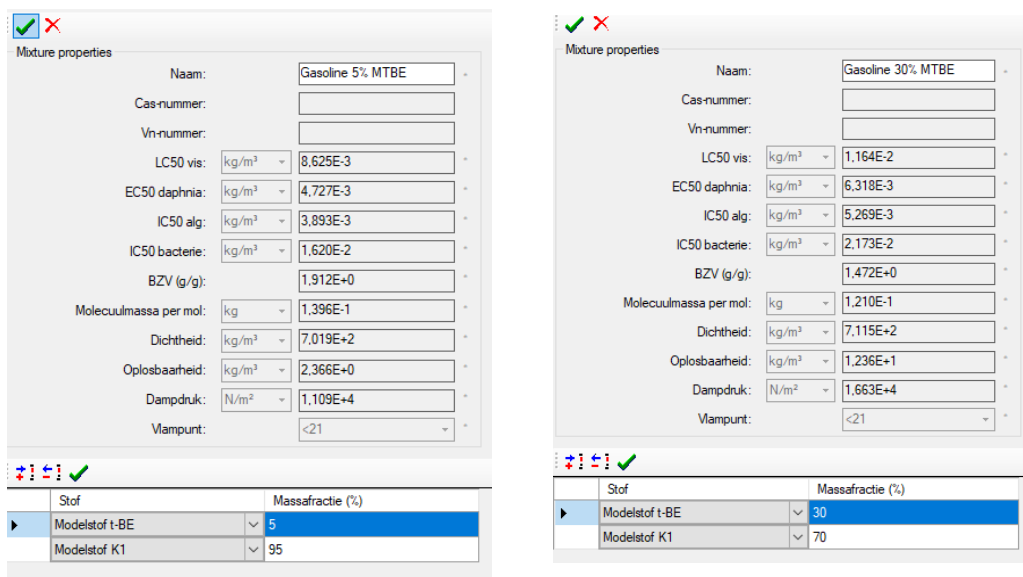 Mixture properties
Naam: Gasoline 5% MTBE
Cas-nummer:
Vn-nummer:
LC50 vis: kg/m³ 8,625E-3
EC50 daphnia: kg/m³ 4,727E-3
IC50 alg: kg/m³ 3,893E-3
IC50 bacterie: kg/m³ 1,620E-2
BZV (g/g): 1,912E+0
Molecuulmassa per mol: kg 1,396E-1
Dichtheid: kg/m³ 7,019E+2
Oplosbaarheid: kg/m³ 2,366E+0
Dampdruk: N/m² 1,109E+4
Vlampunt: <21
Stof Massafractie (%)
Modelstof t-BE 5
Modelstof K1 95
Mixture properties
Naam: Gasoline 30% MTBE
Cas-nummer:
Vn-nummer:
LC50 vis: kg/m³ 1,164E-2
EC50 daphnia: kg/m³ 6,318E-3
IC50 alg: kg/m³ 5,269E-3
IC50 bacterie: kg/m³ 2,173E-2
BZV (g/g): 1,472E+0
Molecuulmassa per mol: kg 1,210E-1
Dichtheid: kg/m³ 7,115E+2
Oplosbaarheid: kg/m³ 1,236E+1
Dampdruk: N/m² 1,663E+4
Vlampunt: <21
Stof Massafractie (%)
Modelstof t-BE 30
Modelstof K1 70